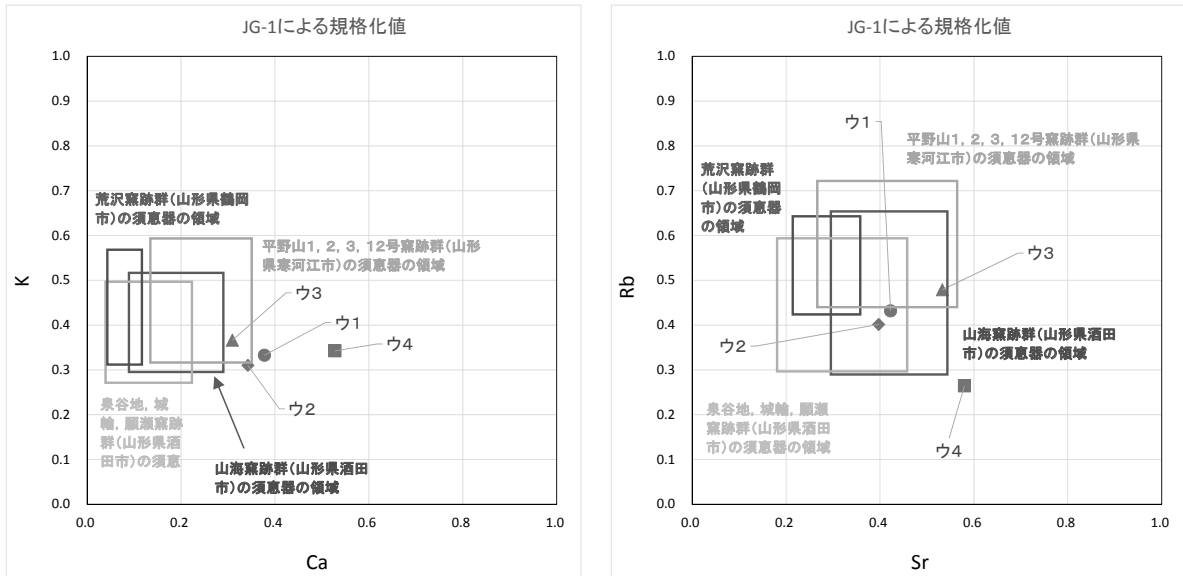 JG-1による規格化値
1.0
0.9
0.8
0.7
0.6
0.5
0.4
0.3
0.2
0.1
0.0
K
荒沢窯跡群(山形県鶴岡
市)の須恵器の領域
平野山1, 2, 3, 12号窯跡群(山形
県寒河江市)の須恵器の領域
ウ3
ウ1
ウ4
ウ2
泉谷地, 城
輪, 願瀬窯跡
群(山形県酒
田市)の須恵
山海窯跡群(山形県酒田
市)の須恵器の領域
0.0
0.2
0.4
0.6
0.8
1.0
Ca
JG-1による規格化値
1.0
0.9
0.8
0.7
0.6
0.5
0.4
0.3
0.2
0.1
0.0
Rb
ウ1
平野山1, 2, 3, 12号窯跡群(山形県
寒河江市)の須恵器の領域
荒沢窯跡群
(山形県鶴岡
市)の須恵器
の領域
ウ3
ウ2
山海窯跡群(山形県酒田
市)の須恵器の領域
泉谷地, 城輪, 願瀬
窯跡群(山形県酒田
市)の須恵器の領域
ウ4
0.0
0.2
0.4
0.6
0.8
1.0
Sr